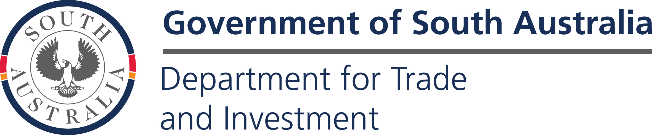 SOUTH
AUSTRALIA
Government of South Australia
Department for Trade
and Investment